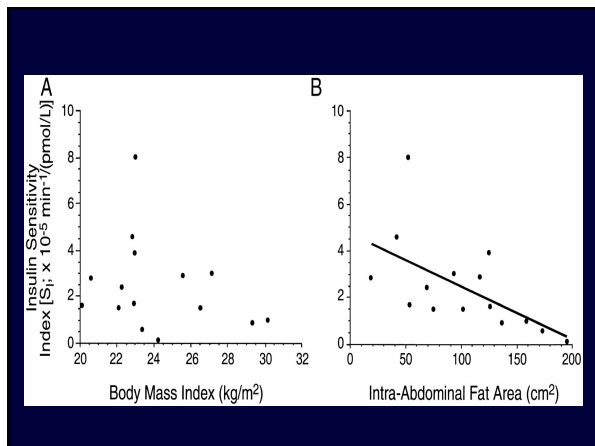 A
B
Insulin Sensitivity
Index [SI; x 10-5 min-1/(pmol/L)]
10
8
6
4
2
0
20 22 24 26 28 30 32
Body Mass Index (kg/m2)
10
8
6
4
2
0
0 50 100 150 200
Intra-Abdominal Fat Area (cm2)